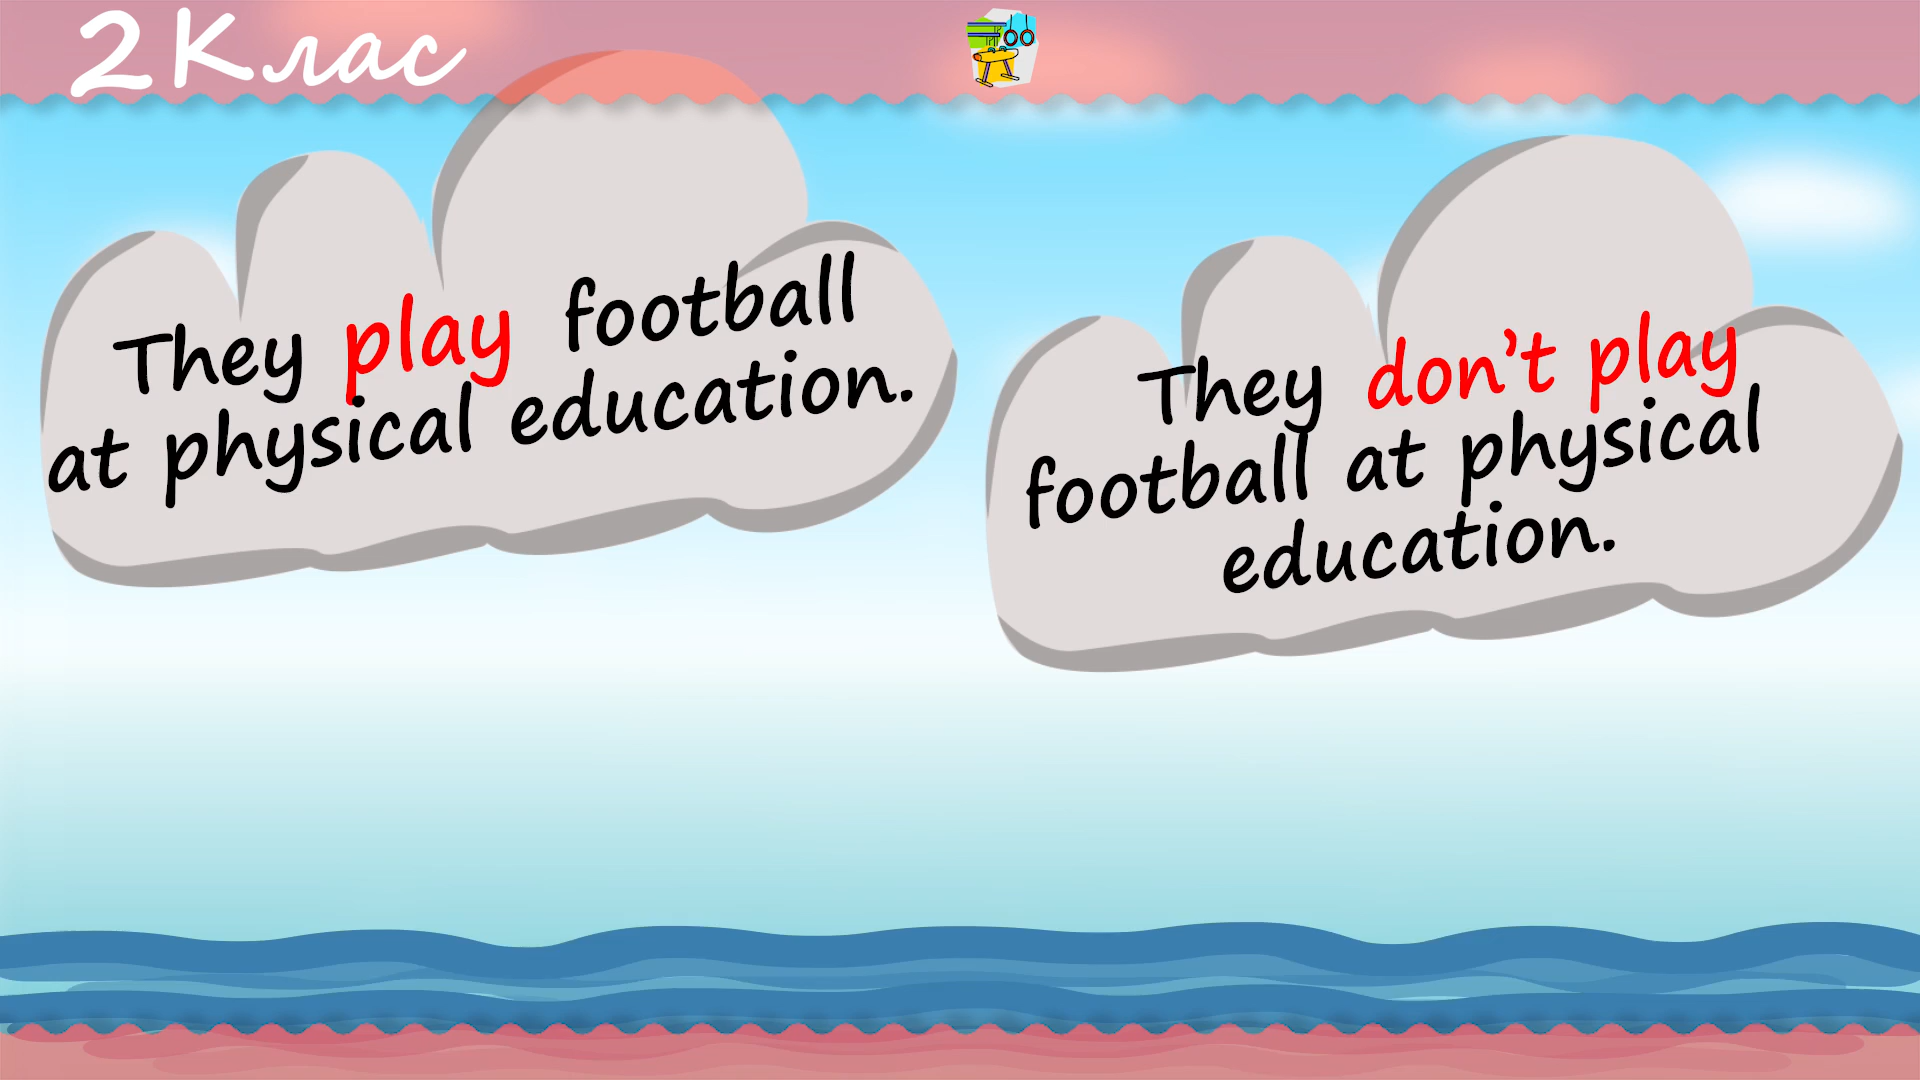 2 Клас
They play football
at physical education.
They don't play
football at physical
education.